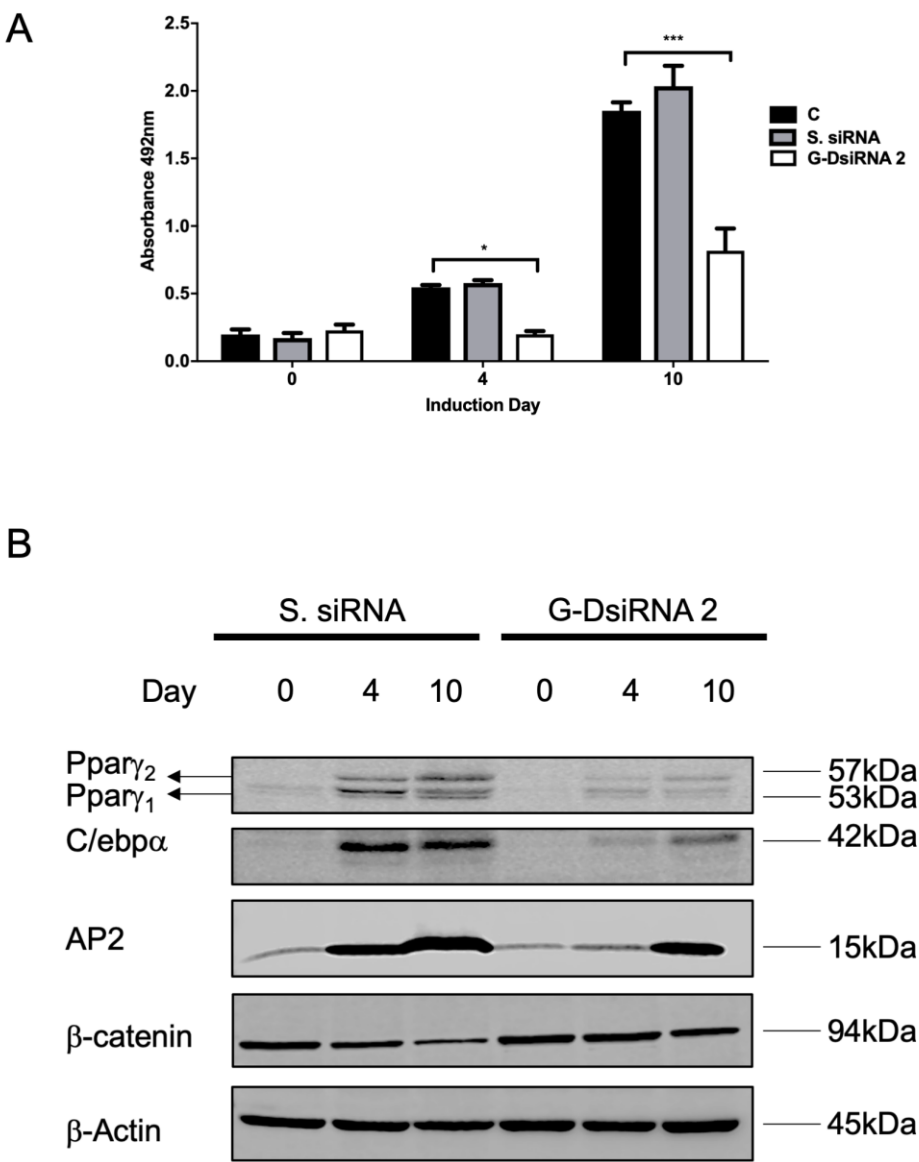 A
2.5
2.0
1.5
1.0
0.5
0.0
Absorbance 492nm
*
***
C
S. siRNA
G-DsiRNA 2
0 4 10
Induction Day
B
S. siRNA G-DsiRNA 2
Day 0 4 10 0 4 10
Pparγ₂ 57kDa
Pparγ₁ 53kDa
C/ebpα 42kDa
AP2 15kDa
β-catenin 94kDa
β-Actin 45kDa